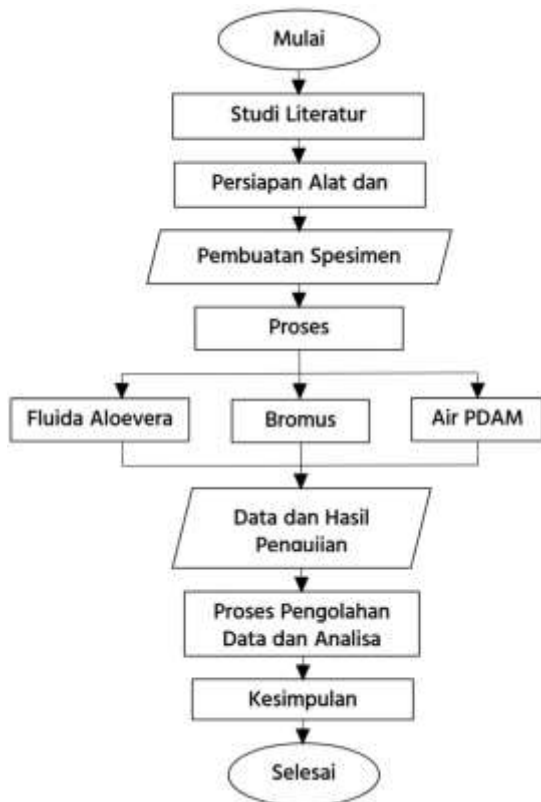 Mulai
Studi Literatur
Persiapan Alat dan
Pembuatan Spesimen
Proses
Fluida Aloevera
Bromus
Air PDAM
Data dan Hasil
Pengujian
Proses Pengolahan
Data dan Analisa
Kesimpulan
Selesai